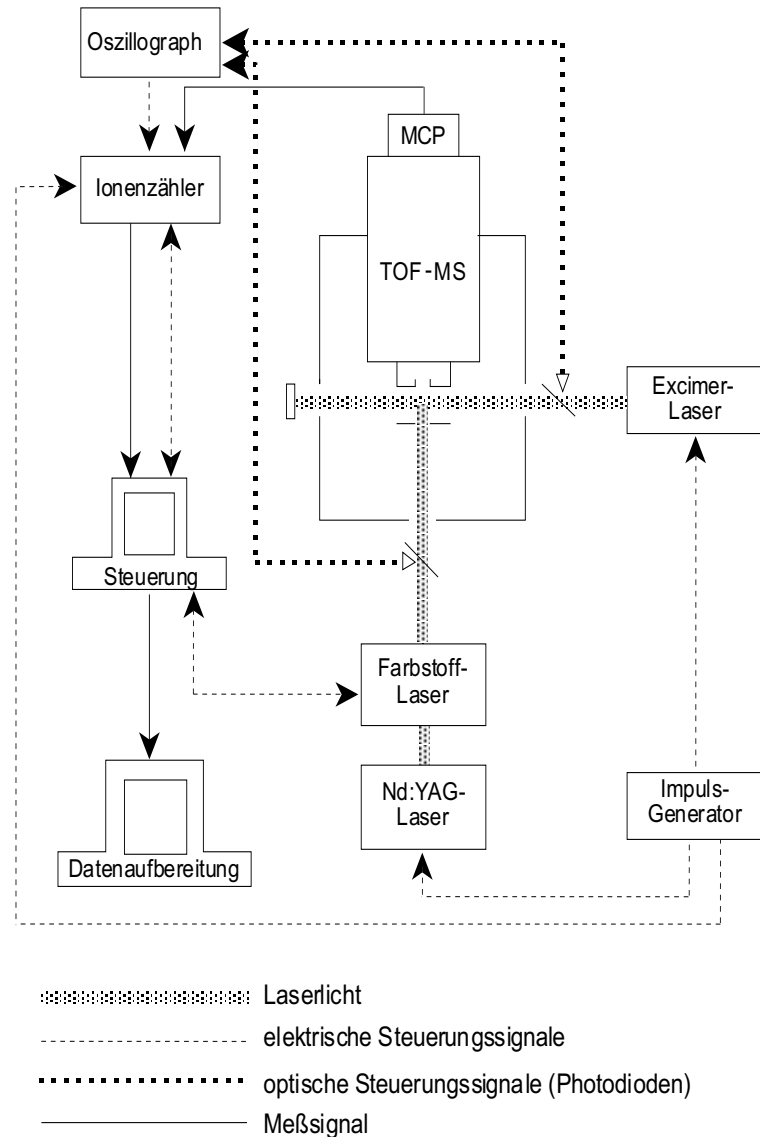 Oszillograph
MCP
Ionenzähler
TOF-MS
Excimer-
Laser
Steuerung
Farbstoff-
Laser
Nd:YAG-
Laser
Impuls-
Generator
Datenaufbereitung
Laserlicht
elektrische Steuerungssignale
optische Steuerungssignale (Photodioden)
Meßsignal